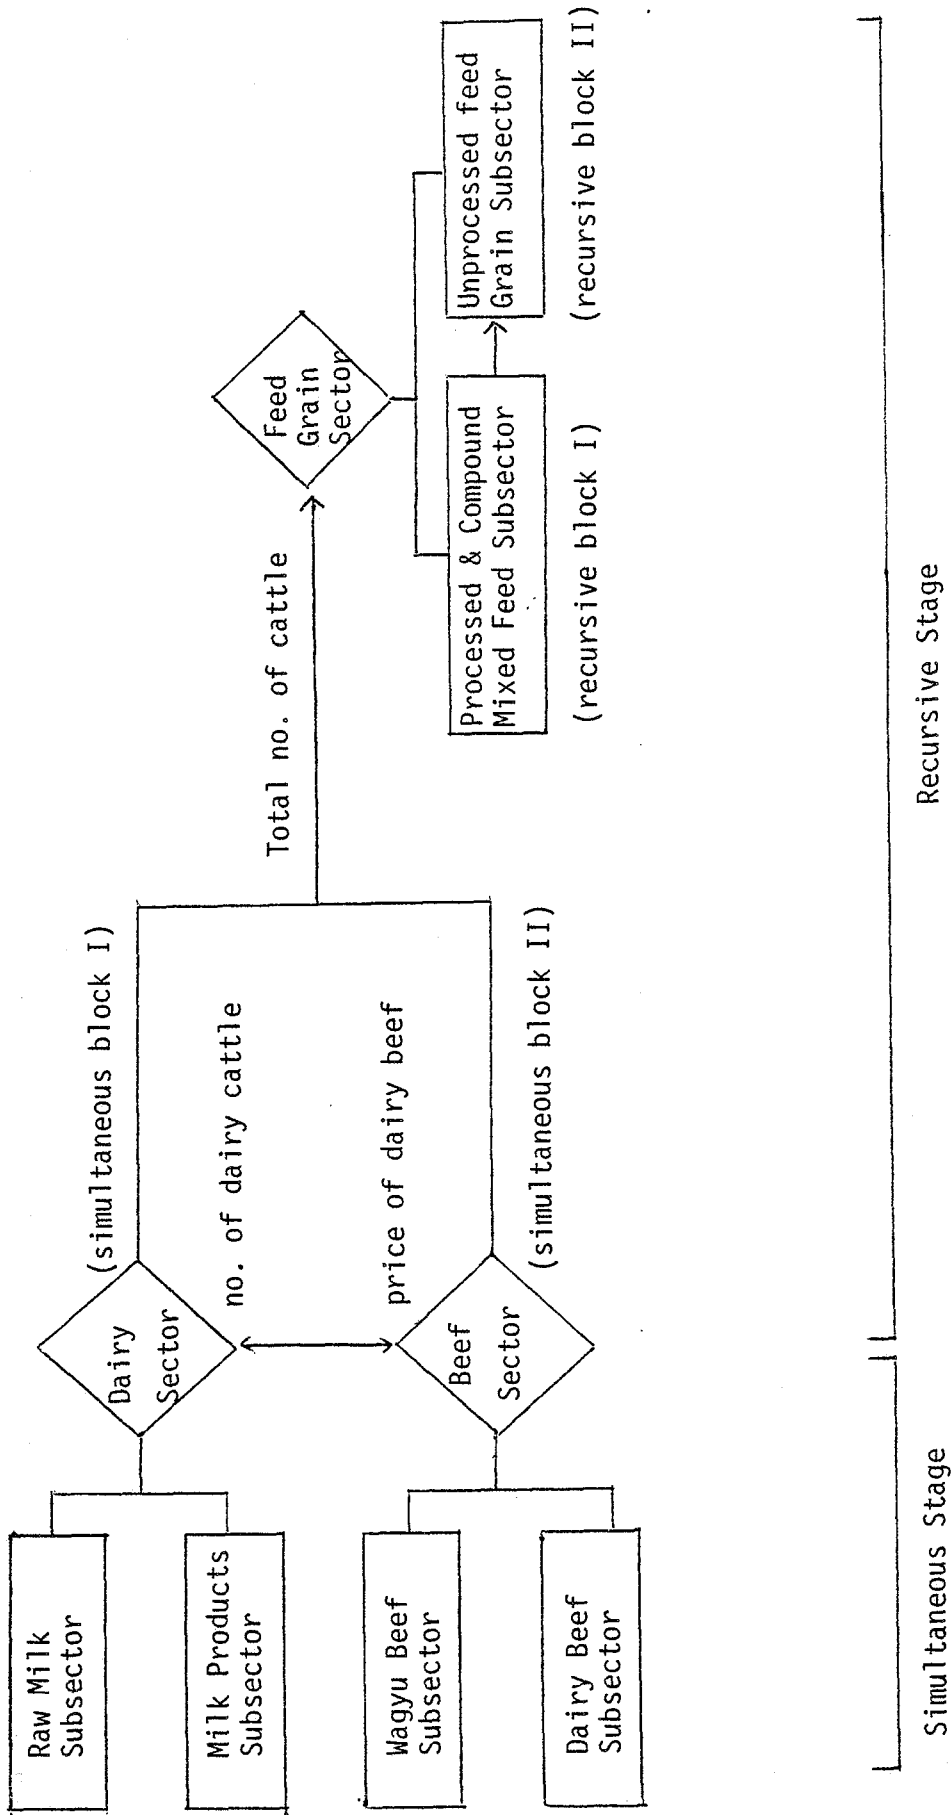 Raw Milk
Subsector
Milk Products
Subsector
Wagyu Beef
Subsector
Dairy Beef
Subsector
Dairy
Sector
Beef
Sector
(simultaneous block I)
no. of dairy cattle
price of dairy beef
(simultaneous block II)
Total no. of cattle
Feed
Grain
Sector
Processed & Compound
Mixed Feed Subsector
(recursive block I)
Unprocessed feed
Grain Subsector
(recursive block II)
Simultaneous Stage
Recursive Stage